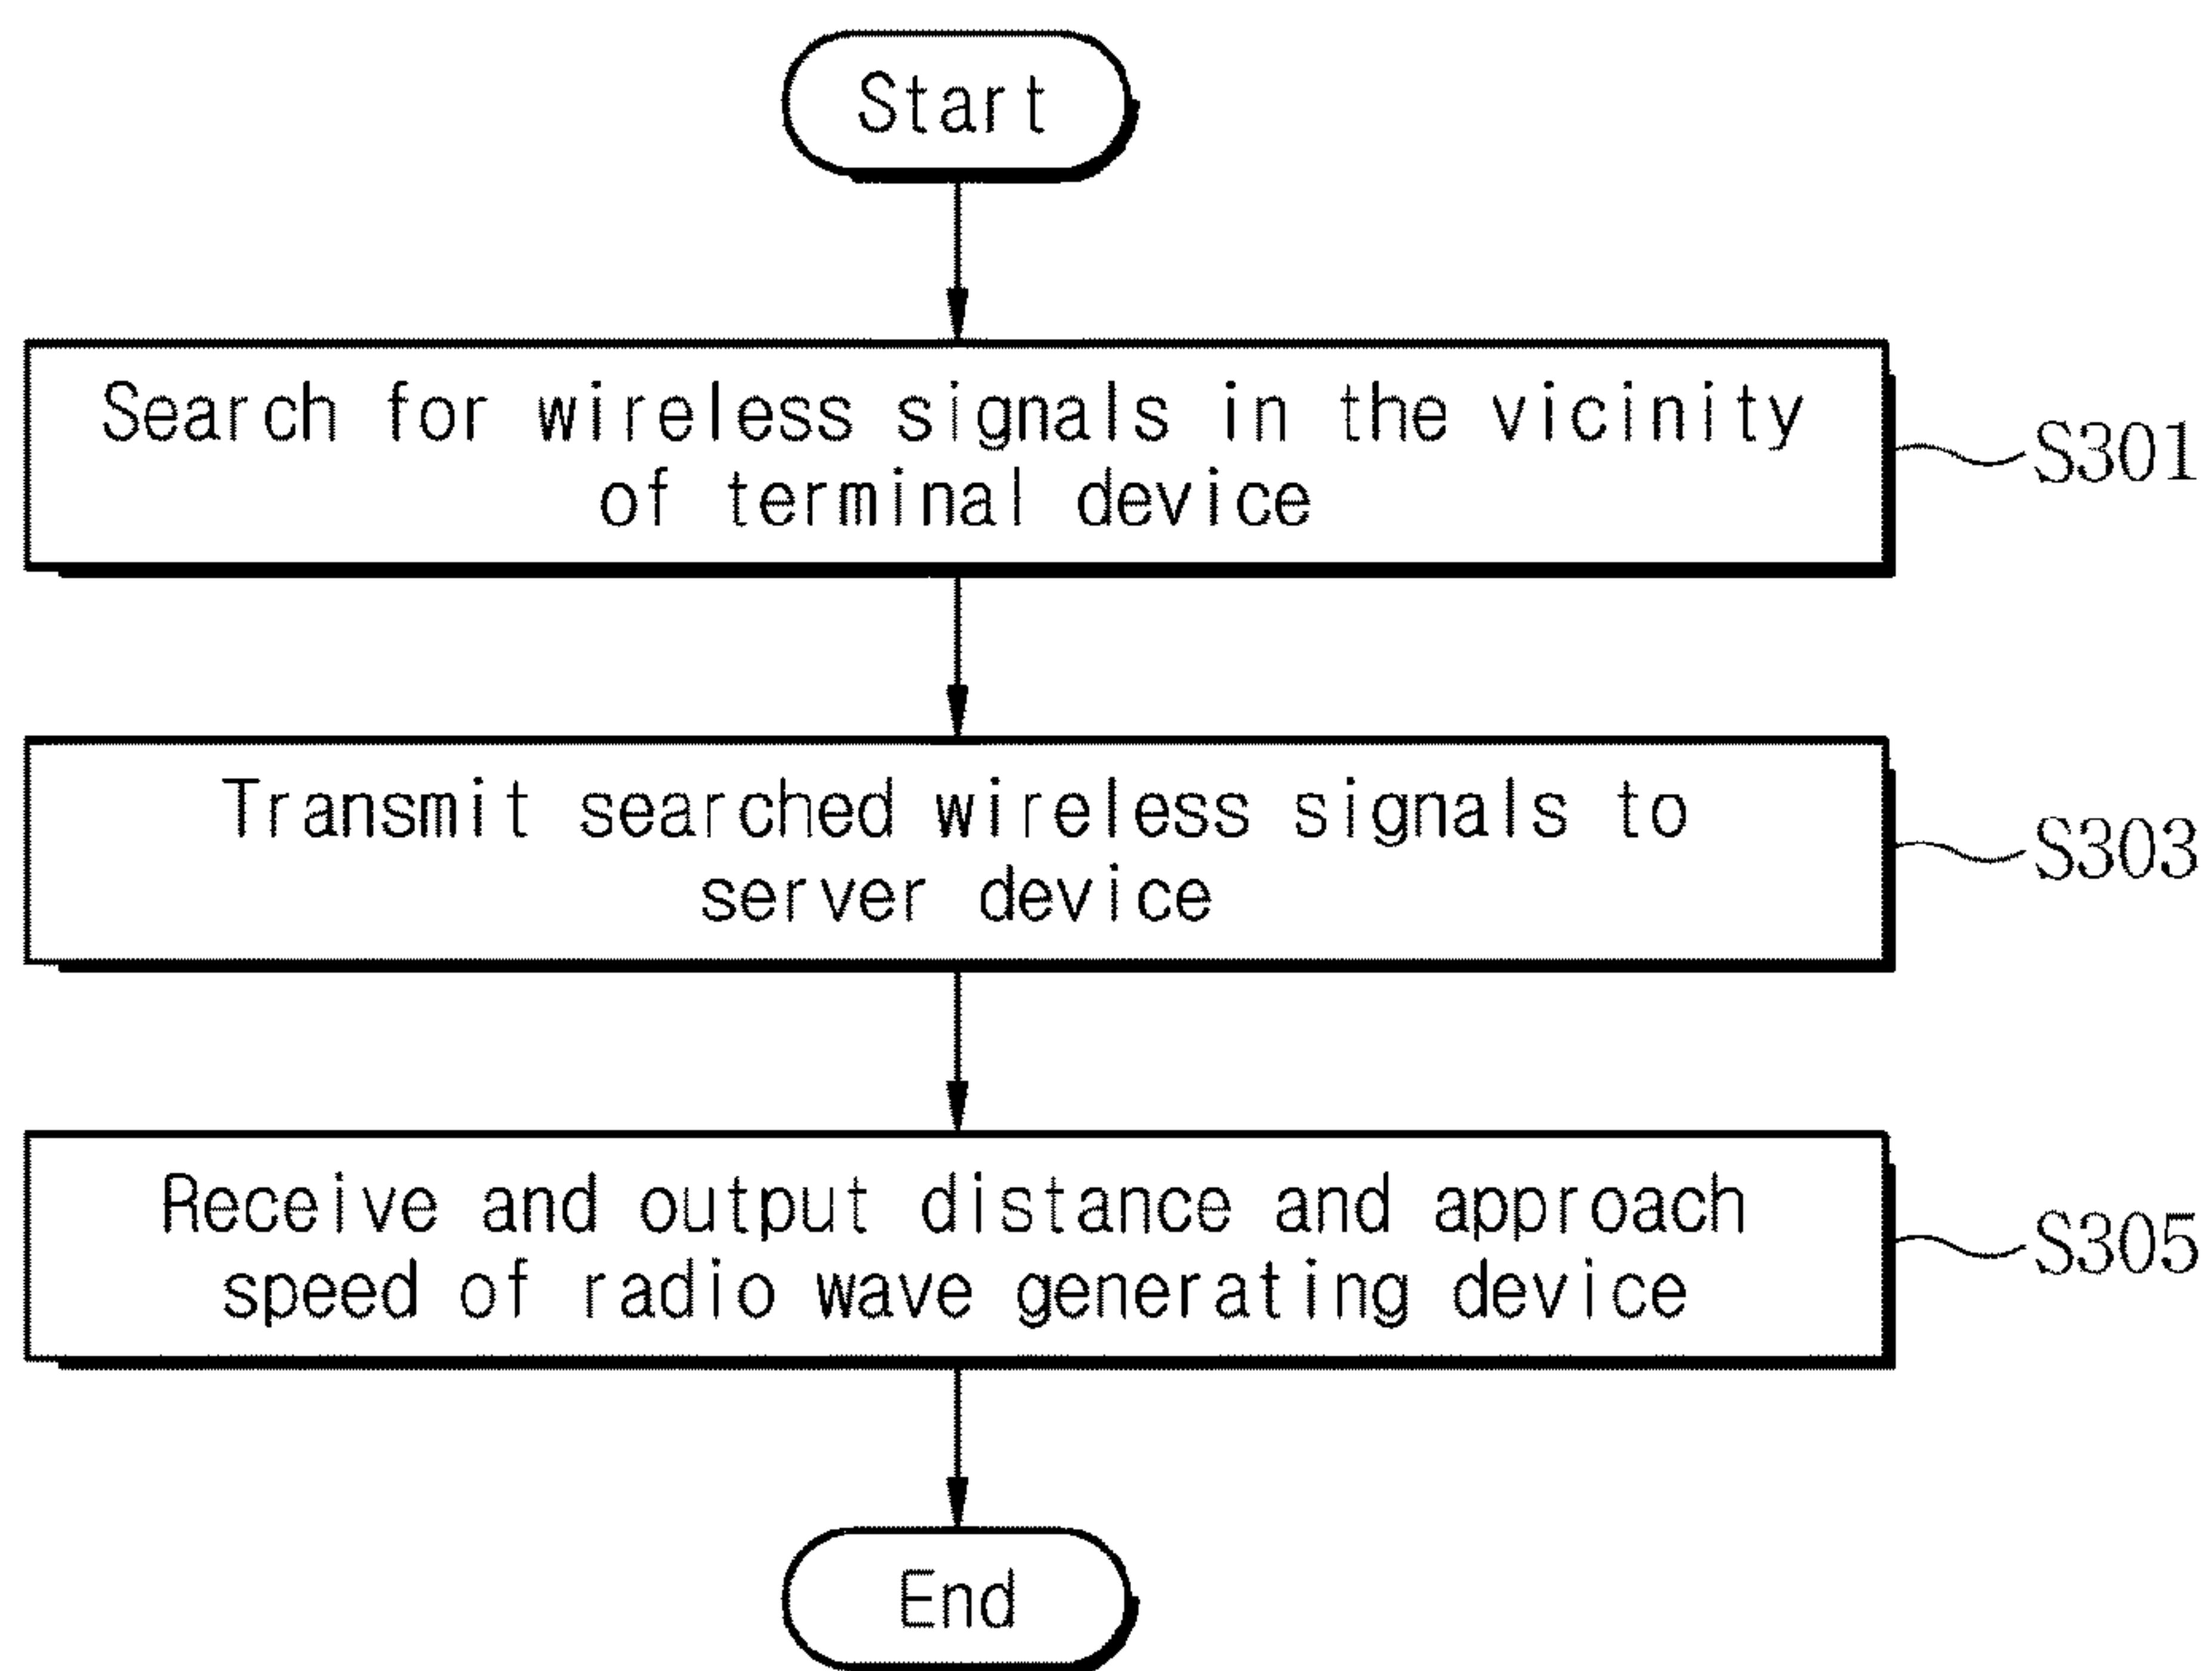 Start
Search for wireless signals in the vicinity
of terminal device
S301
Transmit searched wireless signals to
server device
S303
Receive and output distance and approach
speed of radio wave generating device
S305
End